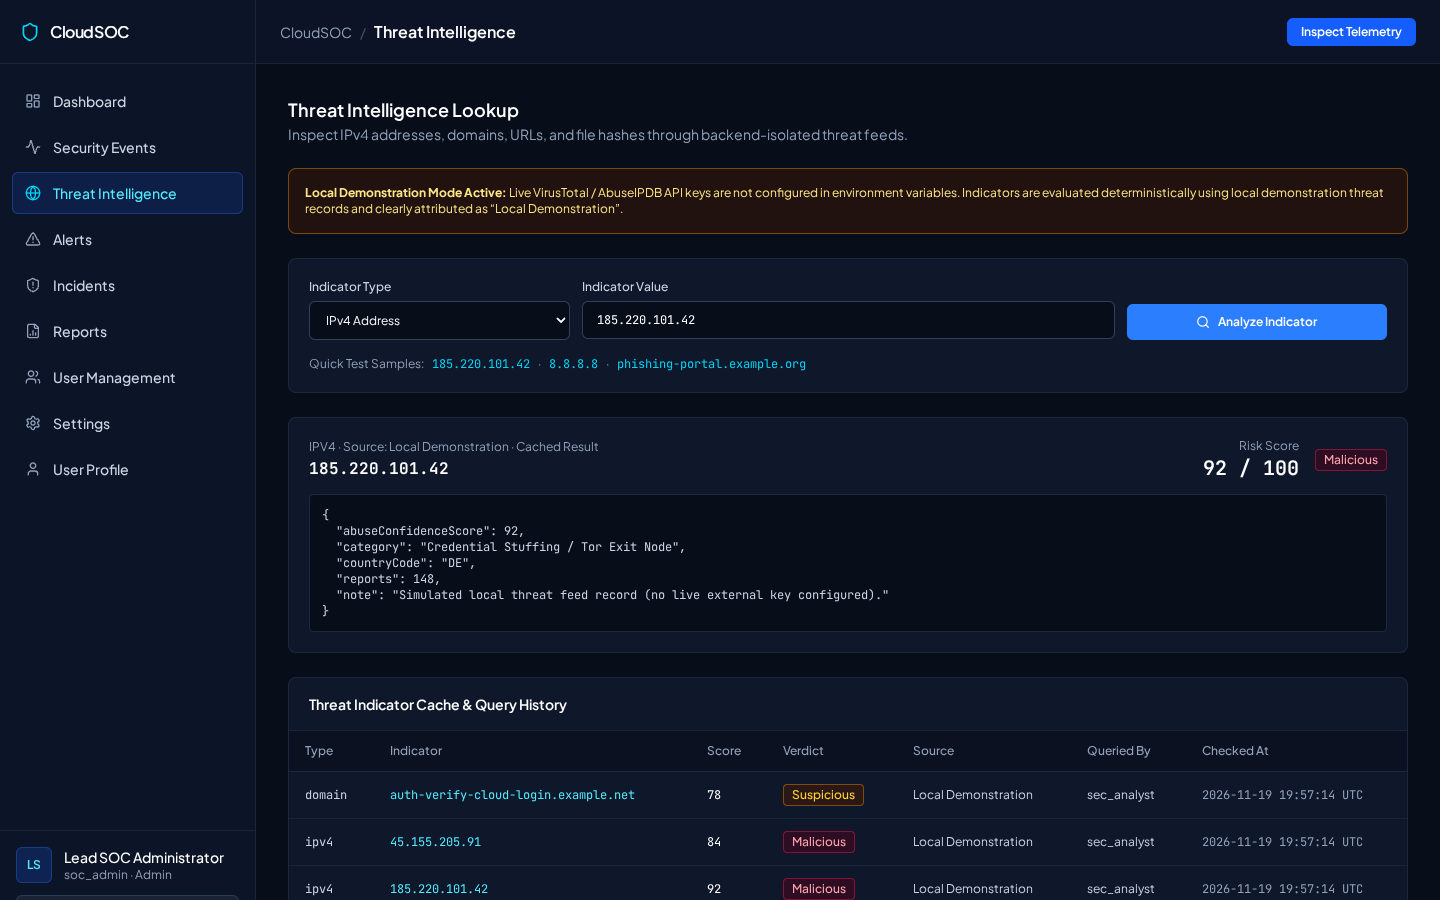 CloudSOC
CloudSOC / Threat Intelligence
Inspect Telemetry
Dashboard
Security Events
Threat Intelligence
Alerts
Incidents
Reports
User Management
Settings
User Profile
LS
Lead SOC Administrator
soc_admin · Admin
Threat Intelligence Lookup
Inspect IPv4 addresses, domains, URLs, and file hashes through backend-isolated threat feeds.
Local Demonstration Mode Active: Live VirusTotal / AbuseIPDB API keys are not configured in environment variables. Indicators are evaluated deterministically using local demonstration threat
records and clearly attributed as "Local Demonstration".
Indicator Type
Indicator Value
IPv4 Address
185.220.101.42
Analyze Indicator
Quick Test Samples: 185.220.101.42 · 8.8.8.8 · phishing-portal.example.org
IPV4 · Source: Local Demonstration · Cached Result
185.220.101.42
Risk Score
92 / 100
Malicious
{
  "abuseConfidenceScore": 92,
  "category": "Credential Stuffing / Tor Exit Node",
  "countryCode": "DE",
  "reports": 148,
  "note": "Simulated local threat feed record (no live external key configured)."
}
Threat Indicator Cache & Query History
Type Indicator Score Verdict Source Queried By Checked At
domain auth-verify-cloud-login.example.net 78 Suspicious Local Demonstration sec_analyst 2026-11-19 19:57:14 UTC
ipv4 45.155.205.91 84 Malicious Local Demonstration sec_analyst 2026-11-19 19:57:14 UTC
ipv4 185.220.101.42 92 Malicious Local Demonstration sec_analyst 2026-11-19 19:57:14 UTC